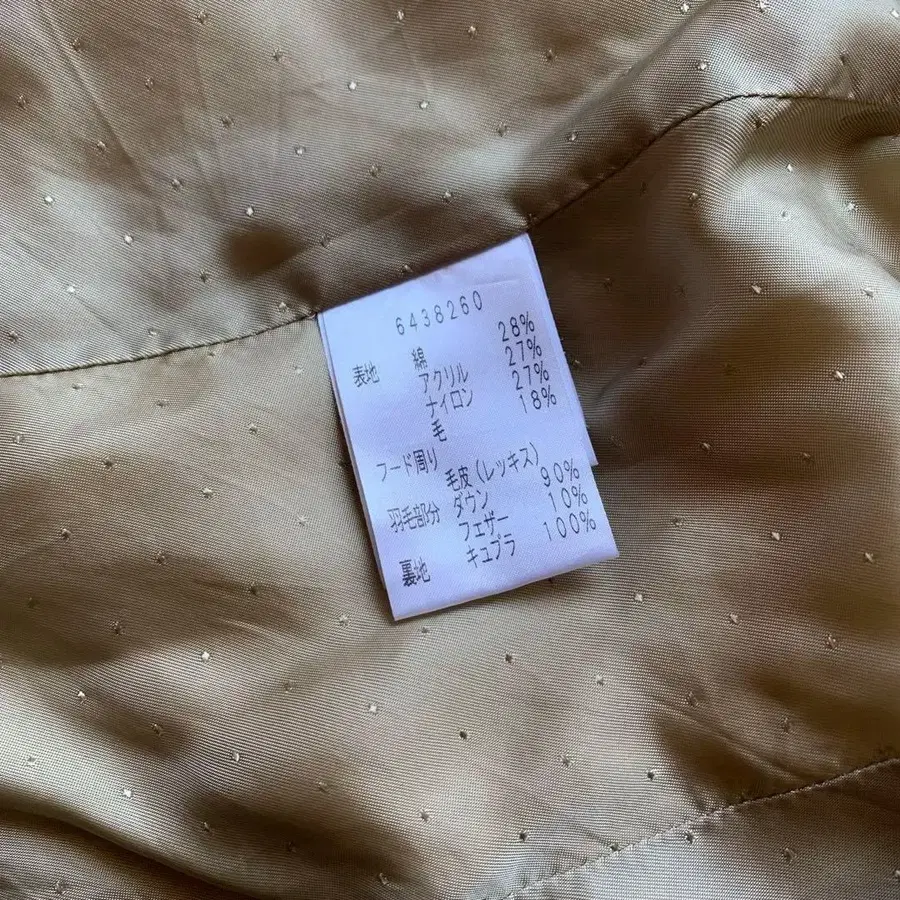 6438260
表地 綿 28%
アクリル 27%
ナイロン 27%
毛 18%
フード周り
毛皮(レッキス)
羽毛部分 ダウン 90%
フェザー 10%
裏地 キュプラ 100%